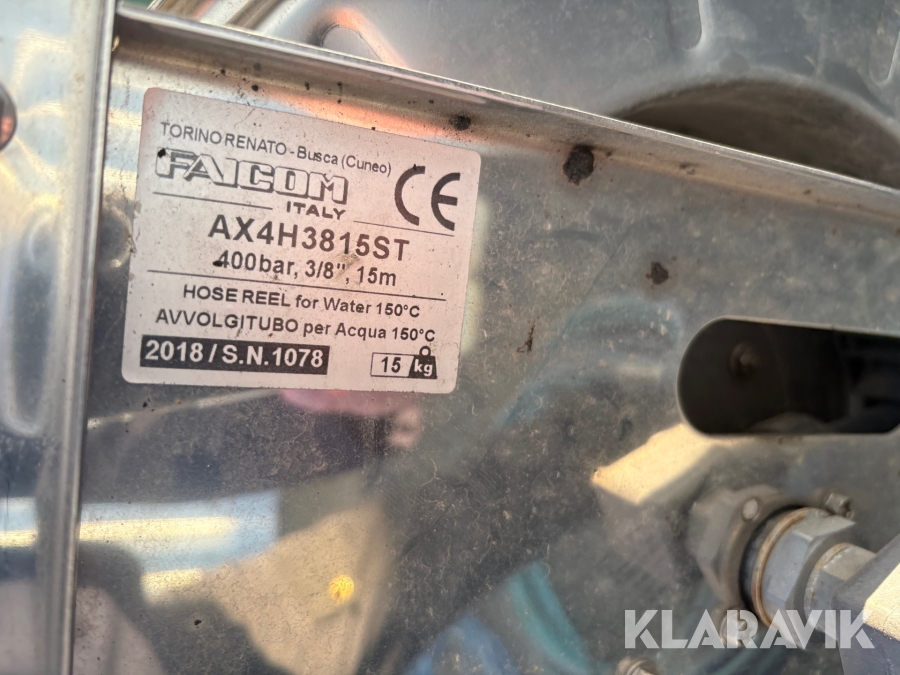 TORINO RENATO - Busca (Cuneo)
FAICOM
ITALY
CE
AX4H3815ST
400bar, 3/8", 15m
HOSE REEL for Water 150°C
AVVOLGITUBO per Acqua 150°C
2018 / S.N.1078
15 kg
KLARAVIK